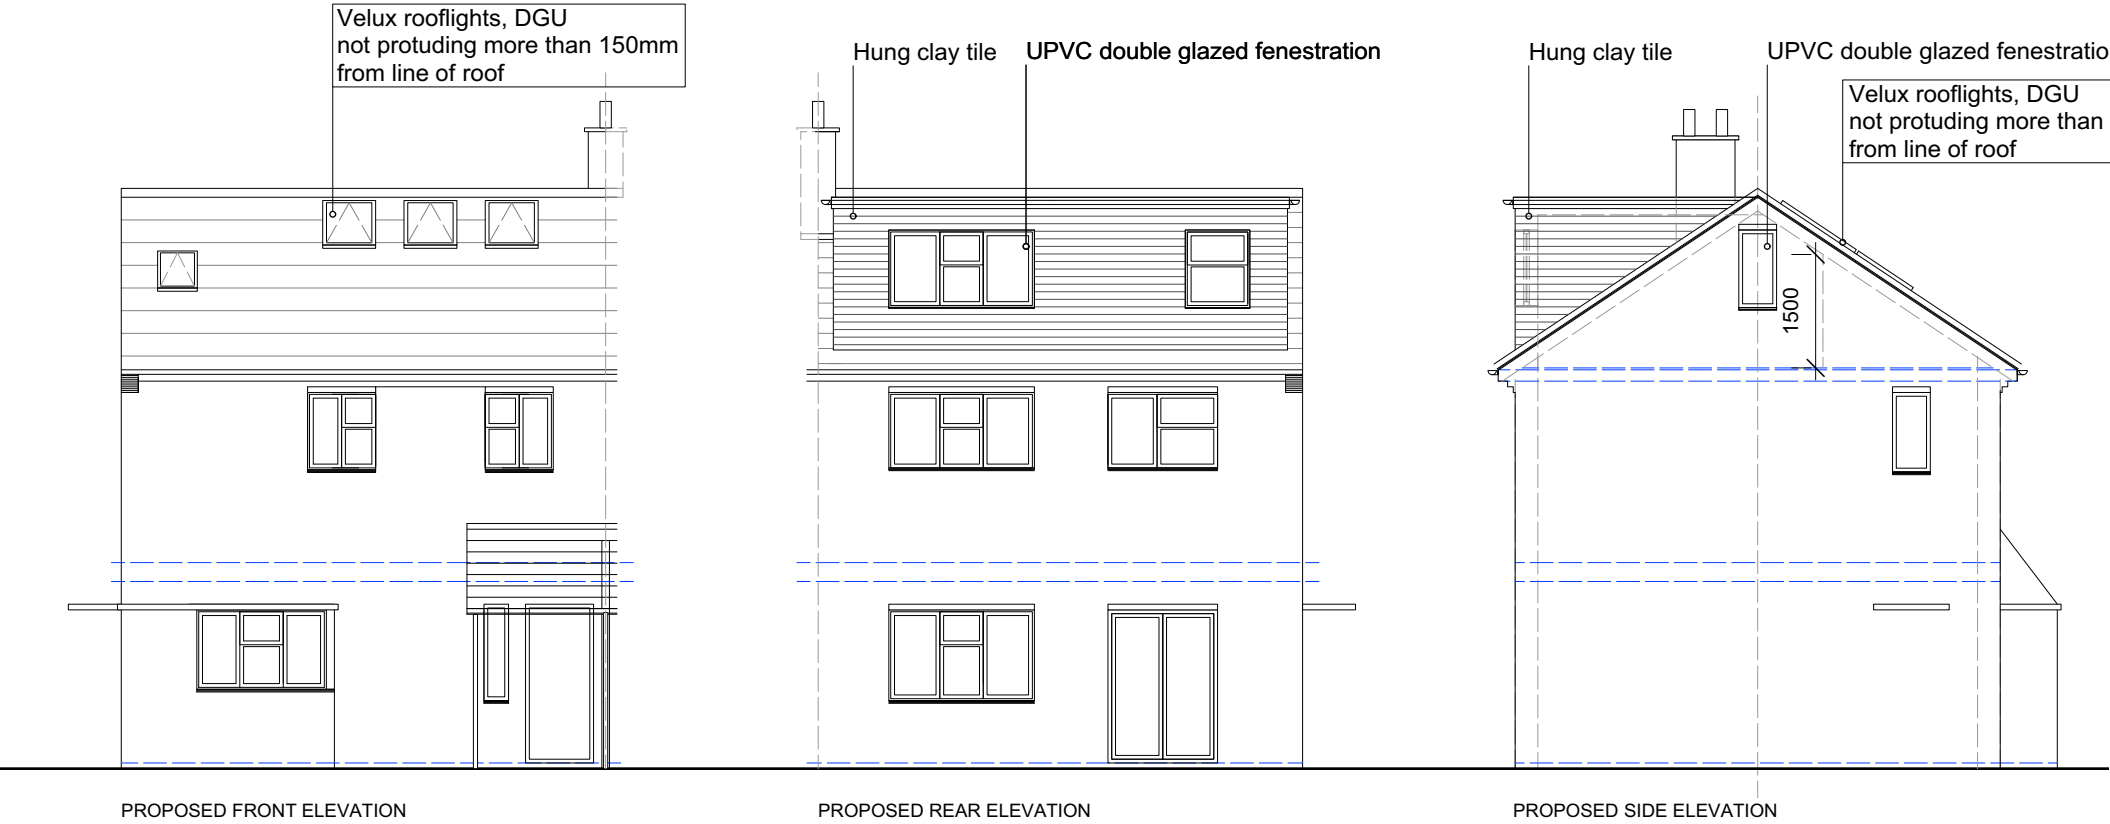 Velux rooflights, DGU
not protuding more than 150mm
from line of roof
Hung clay tile
UPVC double glazed fenestration
Hung clay tile
UPVC double glazed fenestratio
Velux rooflights, DGU
not protuding more than
from line of roof
1500
PROPOSED FRONT ELEVATION
PROPOSED REAR ELEVATION
PROPOSED SIDE ELEVATION